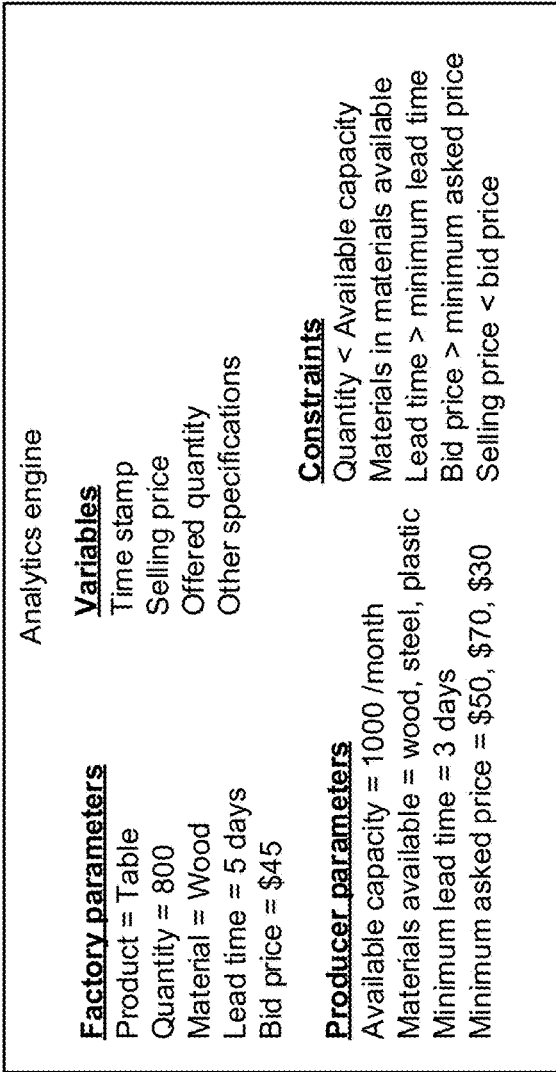 Analytics engine
Factory parameters
Product = Table
Quantity = 800
Material = Wood
Lead time = 5 days
Bid price = $45
Variables
Time stamp
Selling price
Offered quantity
Other specifications
Producer parameters
Available capacity = 1000 /month
Materials available = wood, steel, plastic
Minimum lead time = 3 days
Minimum asked price = $50, $70, $30
Constraints
Quantity < Available capacity
Materials in materials available
Lead time > minimum lead time
Bid price > minimum asked price
Selling price < bid price